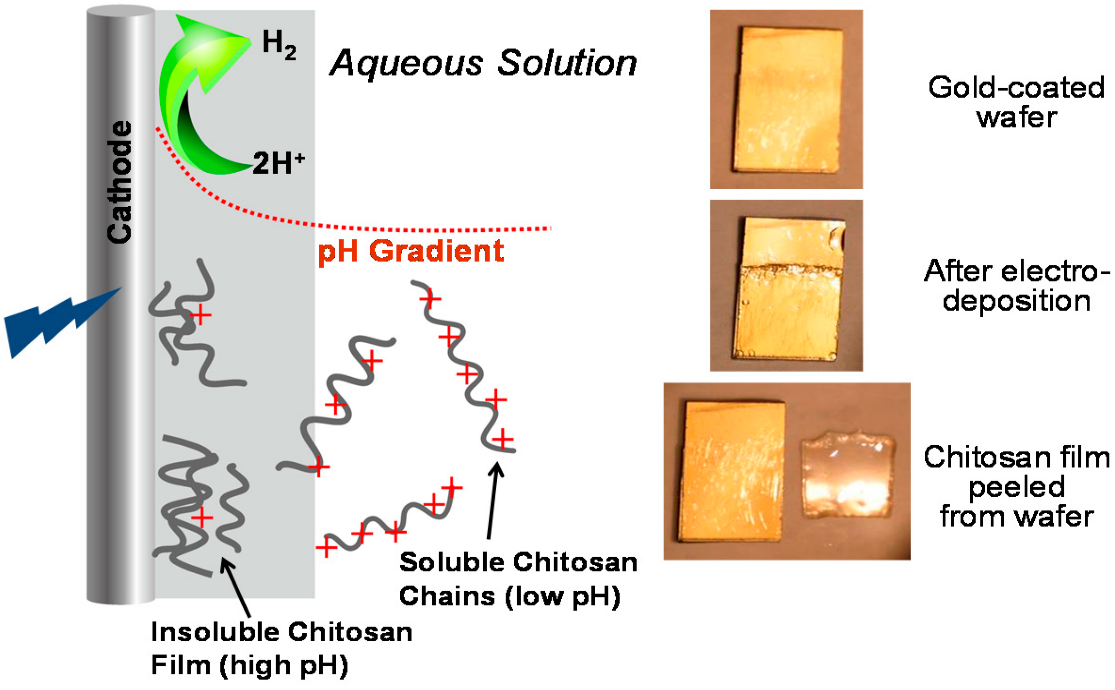 H₂
Aqueous Solution
2H⁺
Cathode
pH Gradient
Soluble Chitosan
Chains (low pH)
Insoluble Chitosan
Film (high pH)
Gold-coated
wafer
After electro-
deposition
Chitosan film
peeled
from wafer